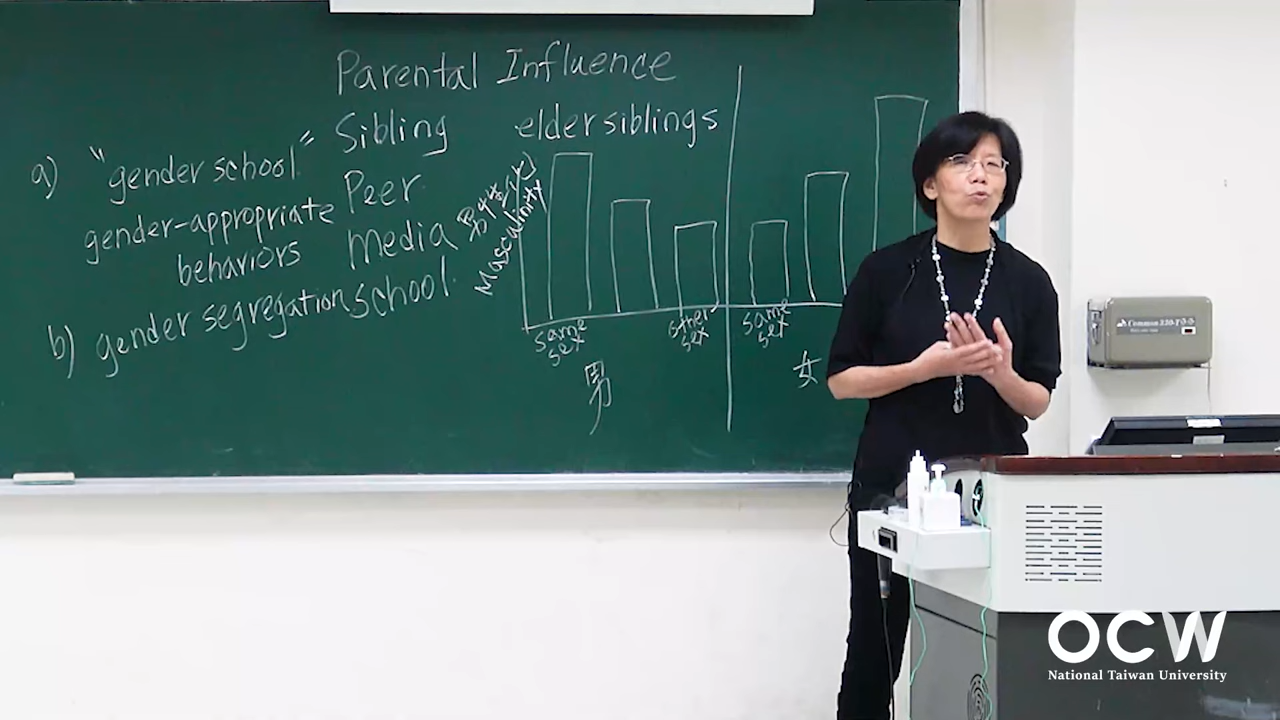 Parental Influence
Sibling
Peer
media
school
a) "gender school"
gender-appropriate
behaviors
b) gender segregation
elder siblings
男性化
Masculinity
same
sex
other
sex
same
sex
男
女
Common
OCW
National Taiwan University